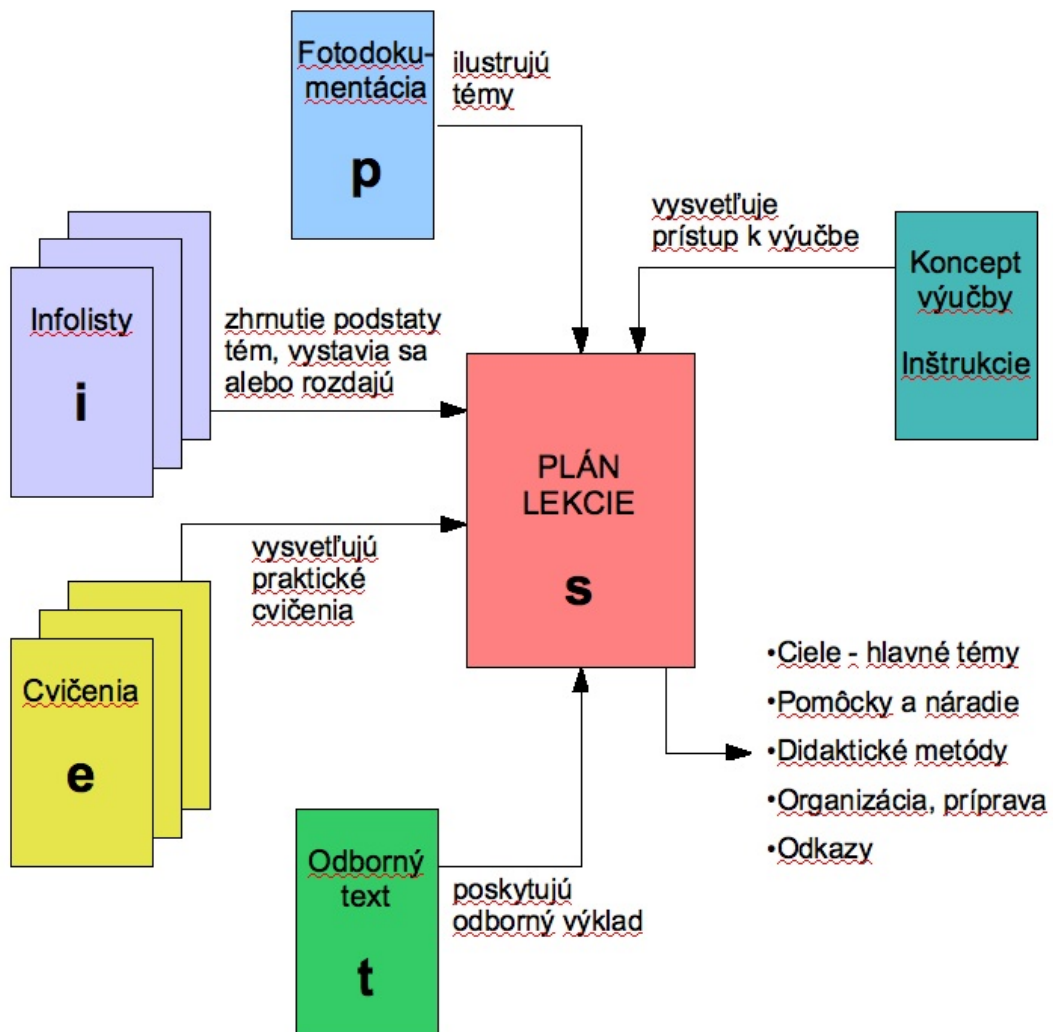 Fotodoku-
mentácia
p
ilustrujú
témy
vysvetľuje
prístup k výučbe
Koncept
výučby
Inštrukcie
Infolisty
i
zhrnutie podstaty
tém, vystavia sa
alebo rozdajú
PLÁN
LEKCIE
s
vysvetľujú
praktické
cvičenia
Cvičenia
e
•Ciele - hlavné témy
•Pomôcky a náradie
•Didaktické metódy
•Organizácia, príprava
•Odkazy
Odborný
text
t
poskytujú
odborný výklad